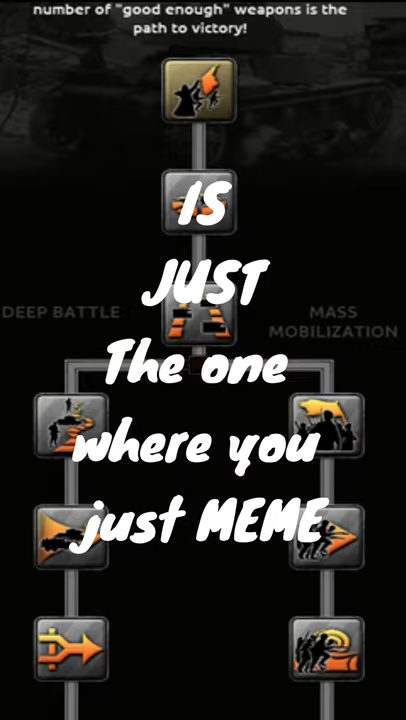 number of "good enough" weapons is the
path to victory!
IS
JUST
DEEP BATTLE
MASS
MOBILIZATION
The one
where you
just MEME